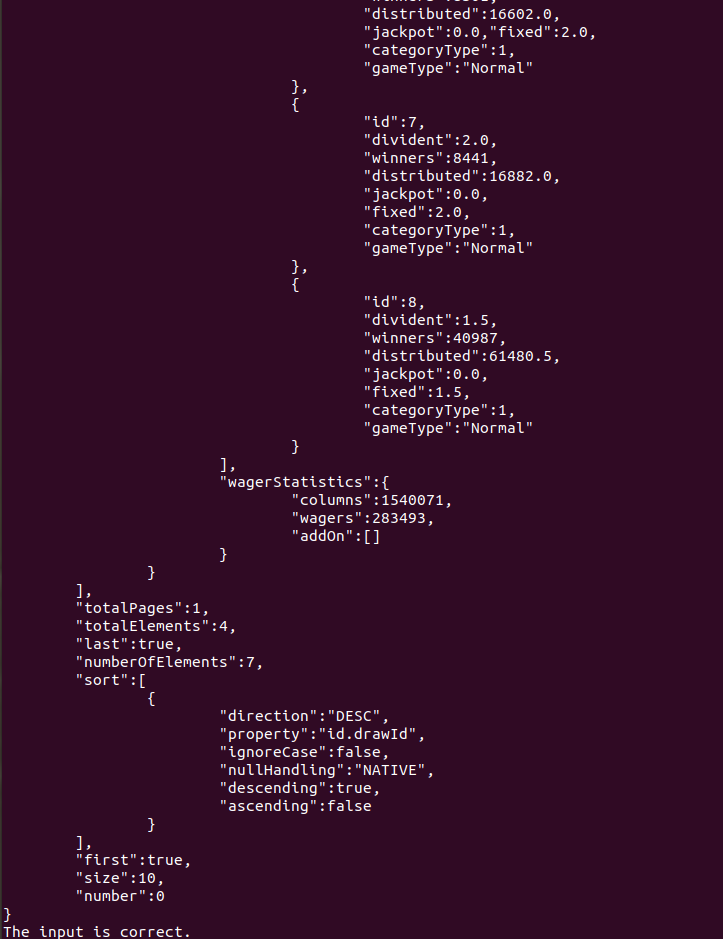 "distributed":16602.0,
"jackpot":0.0,"fixed":2.0,
"categoryType":1,
"gameType":"Normal"
},
{
"id":7,
"divident":2.0,
"winners":8441,
"distributed":16882.0,
"jackpot":0.0,
"fixed":2.0,
"categoryType":1,
"gameType":"Normal"
},
{
"id":8,
"divident":1.5,
"winners":40987,
"distributed":61480.5,
"jackpot":0.0,
"fixed":1.5,
"categoryType":1,
"gameType":"Normal"
}
],
"wagerStatistics":{
"columns":1540071,
"wagers":283493,
"addOn":[]
}
}
],
"totalPages":1,
"totalElements":4,
"last":true,
"numberOfElements":7,
"sort":[
{
"direction":"DESC",
"property":"id.drawId",
"ignoreCase":false,
"nullHandling":"NATIVE",
"descending":true,
"ascending":false
}
],
"first":true,
"size":10,
"number":0
}
The input is correct.